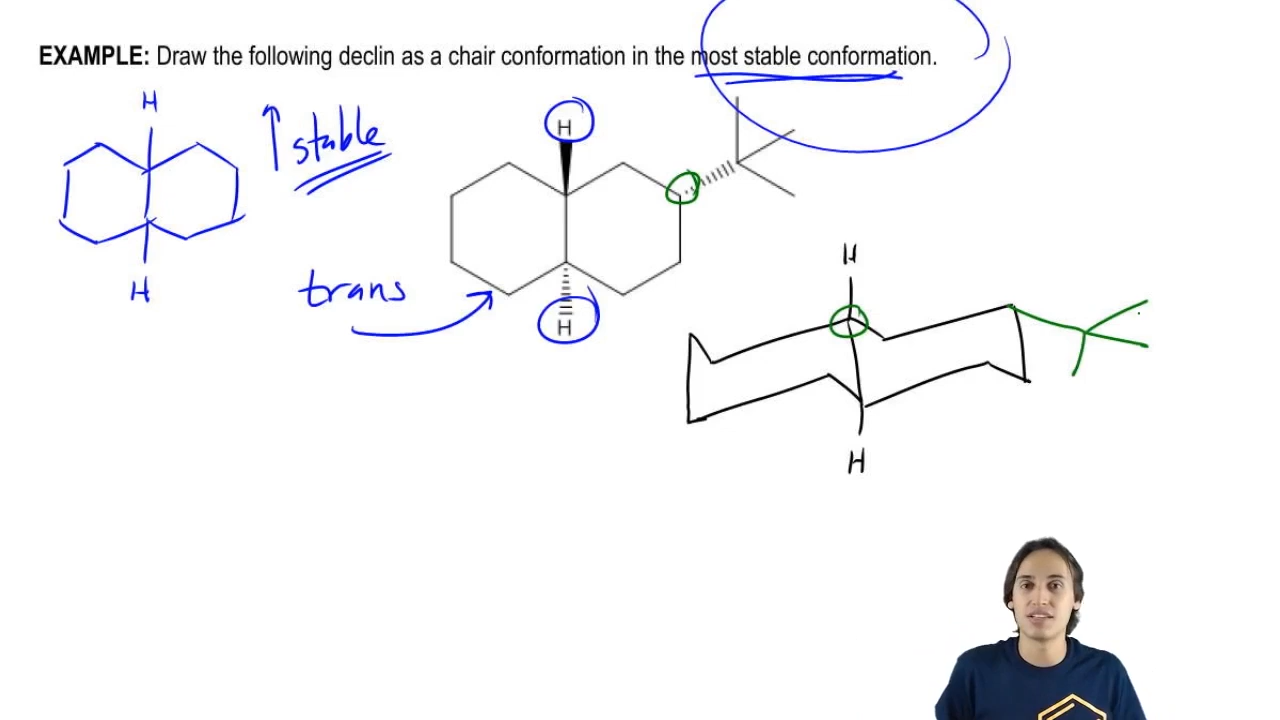 EXAMPLE: Draw the following declin as a chair conformation in the most stable conformation.
H
↑ stable
H
H
trans
H
H
H